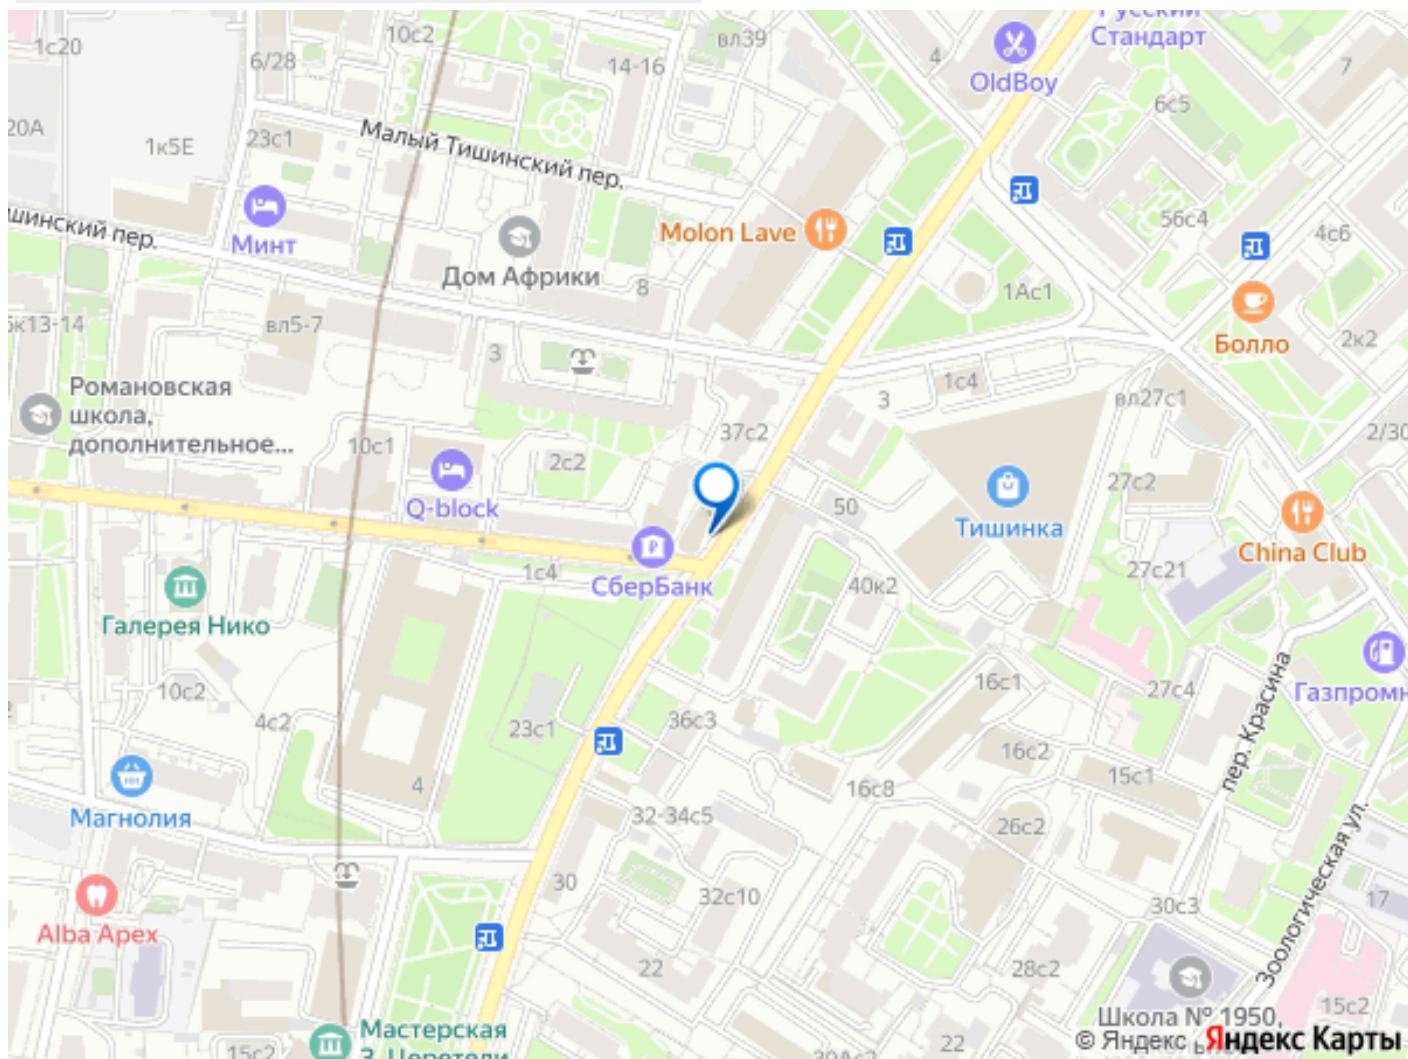 Русский
Стандарт
1с20
10с2
вл39
4
6/28
14-16
OldBoy
7
6с5
20А
1к5Е
23с1
Малый Тишинский пер.
56с4
4с6
Минт
Molon Lave
шинский пер.
Дом Африки
8
1Ас1
к13-14
вл5-7
3
Болло
2к2
Романовская
школа,
дополнительное...
1с4
3
вл27с1
37с2
2/30
10с1
2с2
27с2
Q-block
50
Тишинка
China Club
СберБанк
1с4
40к2
27с21
Галерея Нико
10с2
16с1
27с4
Газпромн
4с2
23с1
36с3
16с2
15с1
пер. Красина
4
16с8
Магнолия
32-34с5
26с2
Зоологическая ул.
30
32с10
17
Alba Apex
30с3
22
28с2
15с2
Школа № 1950,
Мастерская
З. Церетели
15с2
22
30Ас2
© Яндекс Яндекс Карты